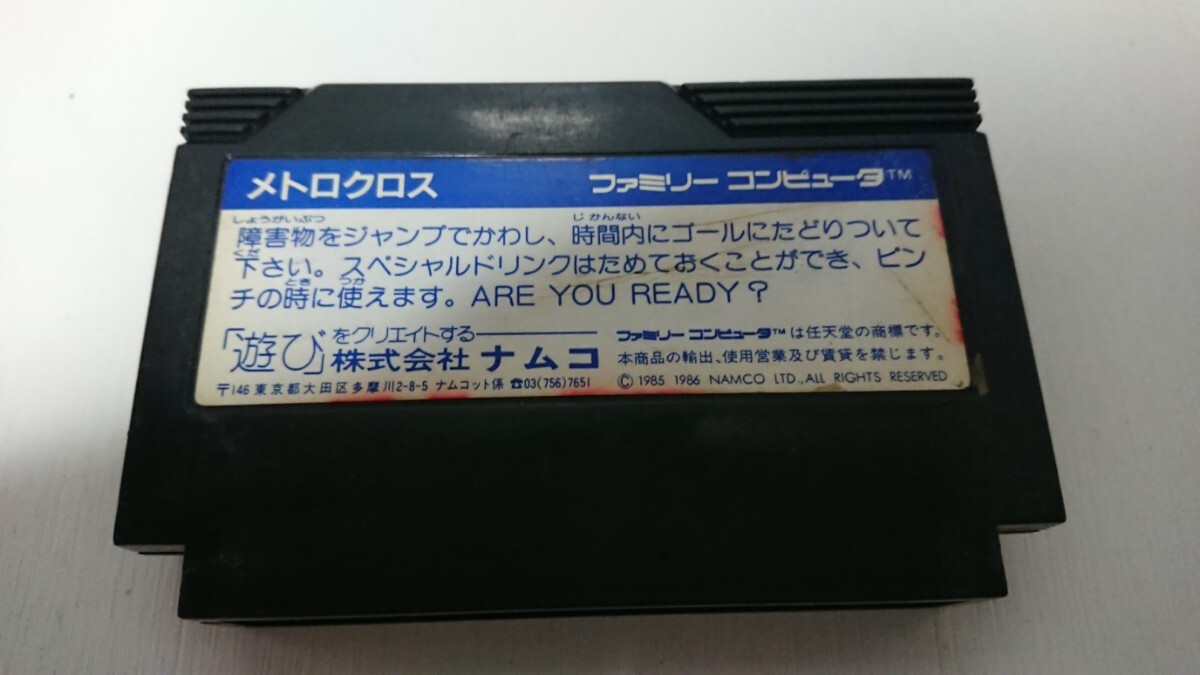 メトロクロス ファミリー コンピュータ™
しょうがいぶつ じ かんない
障害物をジャンプでかわし、時間内にゴールにたどりついて
くだ
下さい。スペシャルドリンクはためておくことができ、ピン
とき つか
チの時に使えます。ARE YOU READY?
「遊び」をクリエイトする
株式会社 ナムコ
〒146 東京都大田区多摩川2-8-5 ナムコット係 ☎03(756)7651
ファミリー コンピュータ™は任天堂の商標です。
本商品の輸出、使用営業及び賃貸を禁じます。
Ⓒ 1985 1986 NAMCO LTD., ALL RIGHTS RESERVED